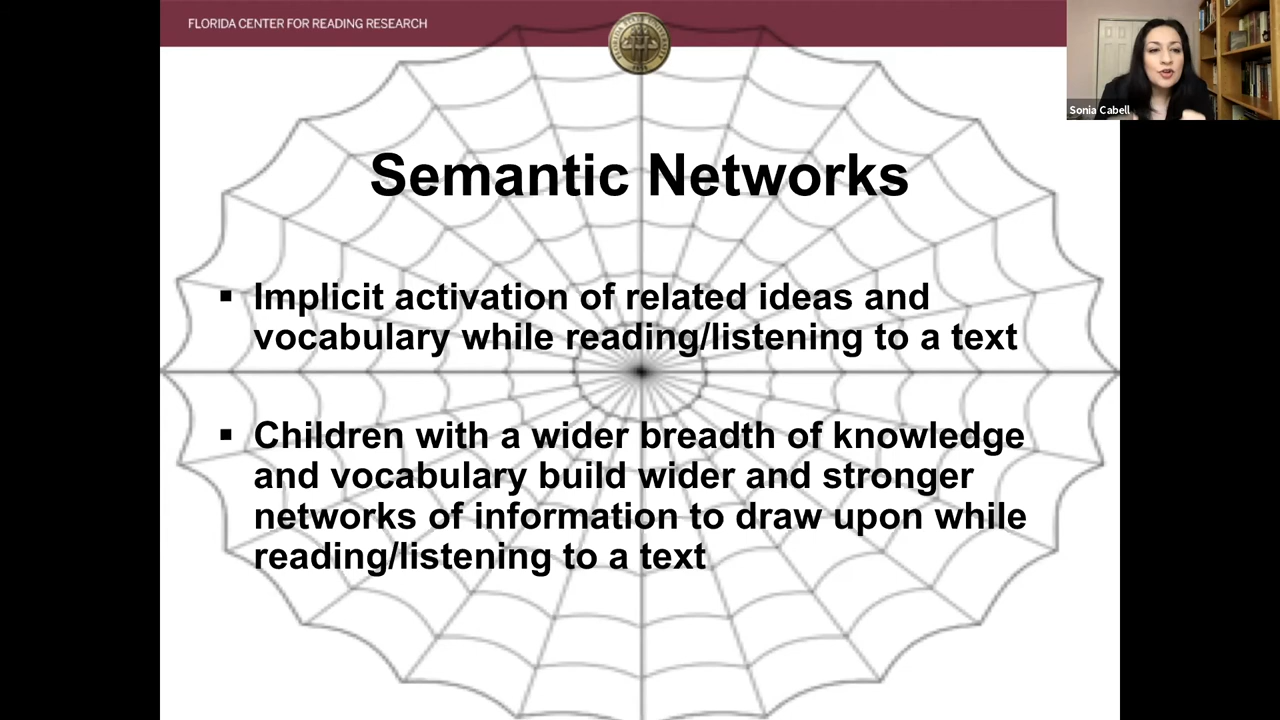 FLORIDA CENTER FOR READING RESEARCH
Sonia Cabell
Semantic Networks
▪ Implicit activation of related ideas and
vocabulary while reading/listening to a text
▪ Children with a wider breadth of knowledge
and vocabulary build wider and stronger
networks of information to draw upon while
reading/listening to a text